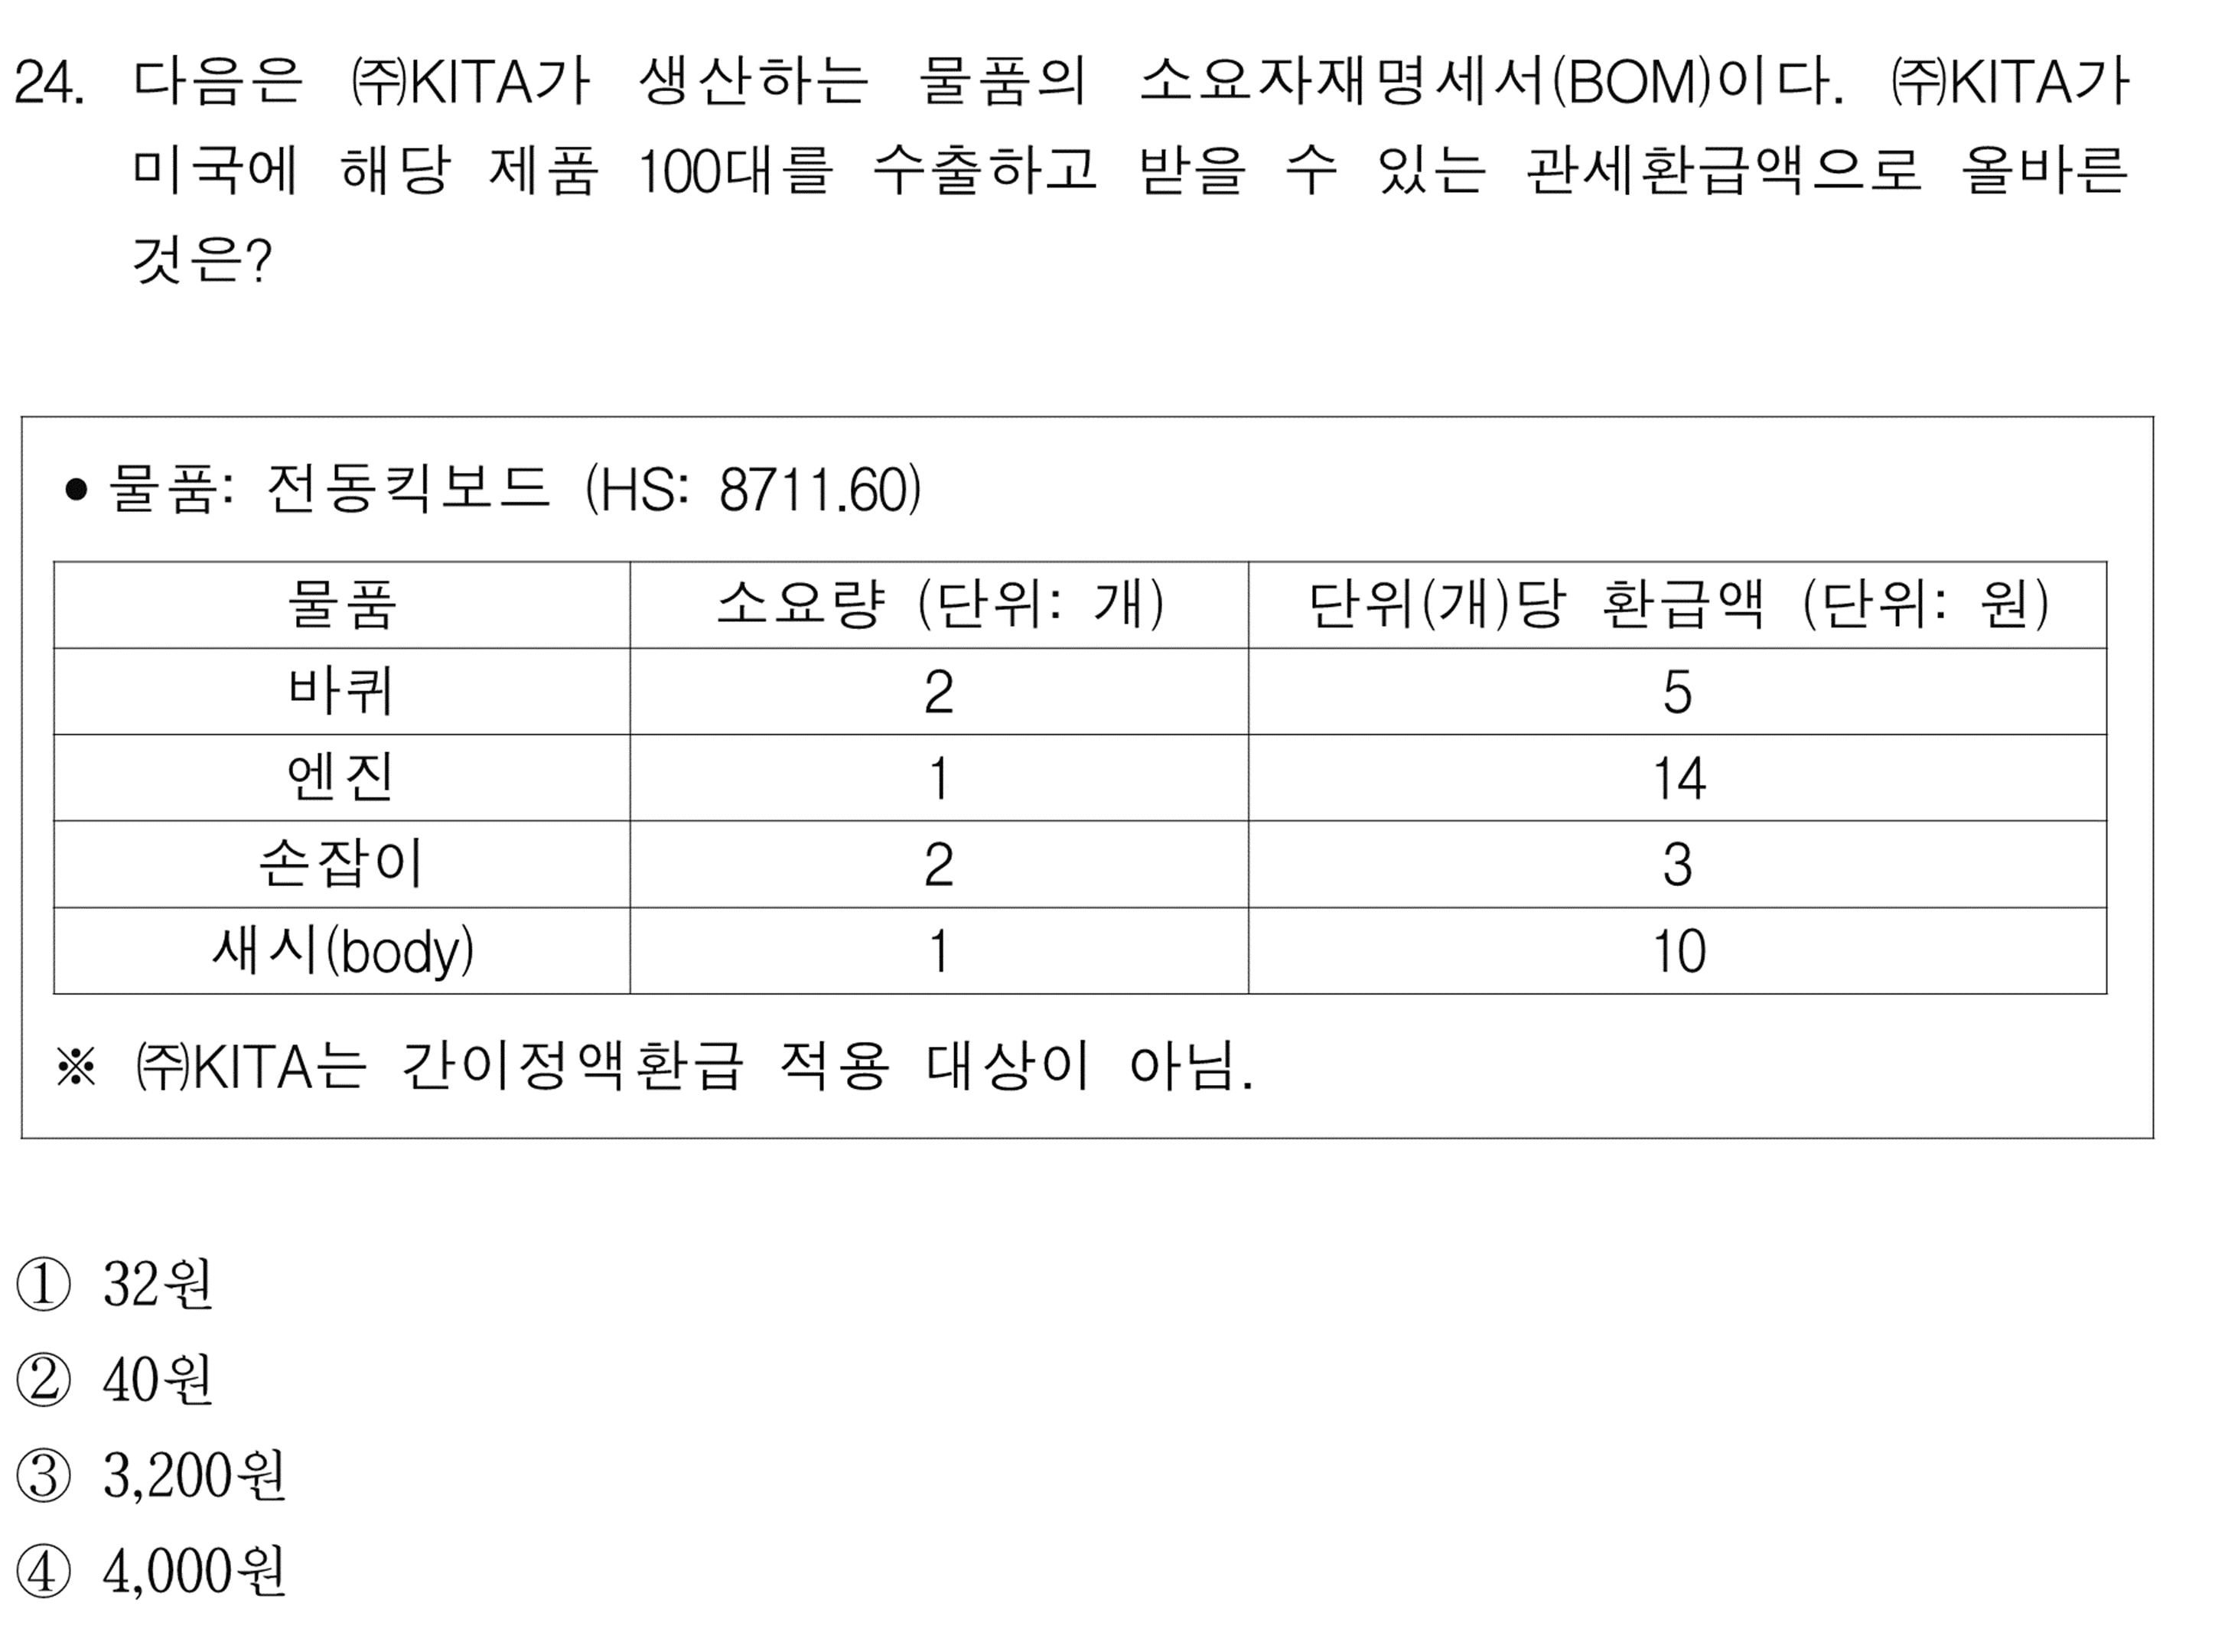 24. 다음은 ㈜KITA가 생산하는 물품의 소요자재명세서(BOM)이다. ㈜KITA가
미국에 해당 제품 100대를 수출하고 받을 수 있는 관세환급액으로 올바른
것은?
● 물품: 전동킥보드 (HS: 8711.60)
물품 소요량 (단위: 개) 단위(개)당 환급액 (단위: 원)
바퀴 2 5
엔진 1 14
손잡이 2 3
새시(body) 1 10
※ ㈜KITA는 간이정액환급 적용 대상이 아님.
① 32원
② 40원
③ 3,200원
④ 4,000원